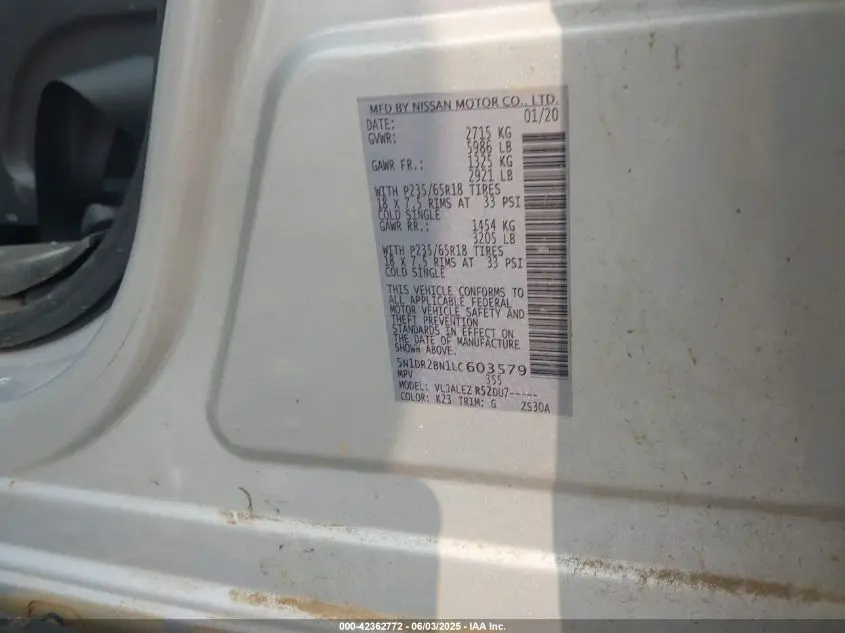 MFD BY NISSAN MOTOR CO., LTD.
DATE: 01/20
GVWR: 2715 KG
5986 LB
GAWR FR.: 1325 KG
2921 LB
WITH P235/65R18 TIRES
18 X 7.5 RIMS AT 33 PSI
COLD SINGLE
GAWR RR.: 1454 KG
3205 LB
WITH P235/65R18 TIRES
18 X 7.5 RIMS AT 33 PSI
COLD SINGLE
THIS VEHICLE CONFORMS TO
ALL APPLICABLE FEDERAL
MOTOR VEHICLE SAFETY AND
THEFT PREVENTION
STANDARDS IN EFFECT ON
THE DATE OF MANUFACTURE
SHOWN ABOVE.
5N1DR2BN1LC603579
MPV 355
MODEL: VLJALEZ R52DU7-----
COLOR: K23 TRIM: G ZS30A
000-42362772 - 06/03/2025 - IAA Inc.